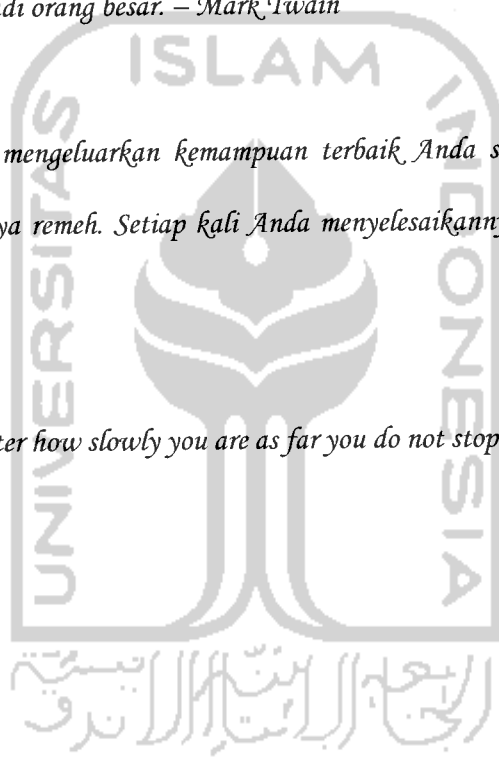 di orang besar. – Mark Twain
ISLAM
mengeluarkan kemampuan terbaik Anda s
ya remeh. Setiap kali Anda menyelesaikann
ter how slowly you are as far you do not stop
UNIVERSITAS
INDONESIA